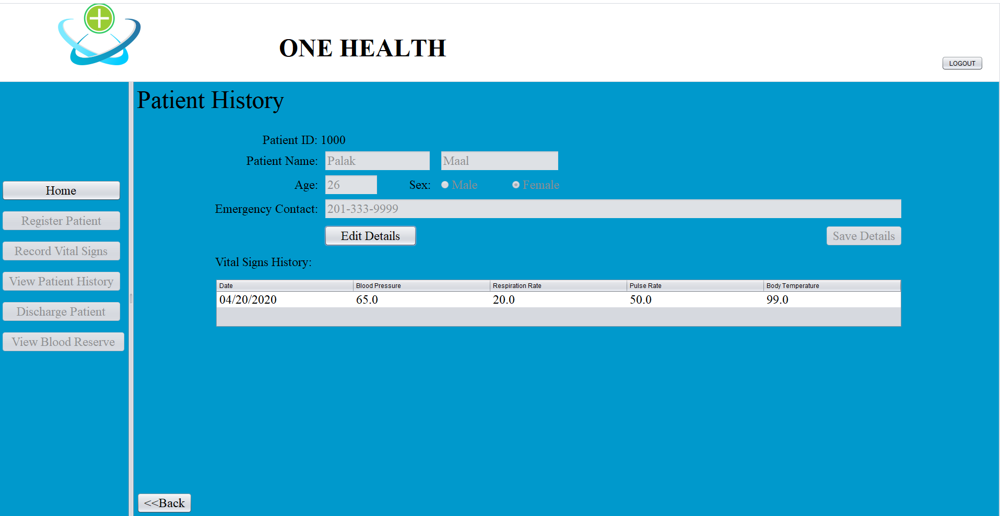 ONE HEALTH
LOGOUT
Patient History
Patient ID: 1000
Patient Name: Palak Maal
Age: 26 Sex: Male Female
Emergency Contact: 201-333-9999
Edit Details Save Details
Vital Signs History:
Date Blood Pressure Respiration Rate Pulse Rate Body Temperature
04/20/2020 65.0 20.0 50.0 99.0
Home
Register Patient
Record Vital Signs
View Patient History
Discharge Patient
View Blood Reserve
<<Back